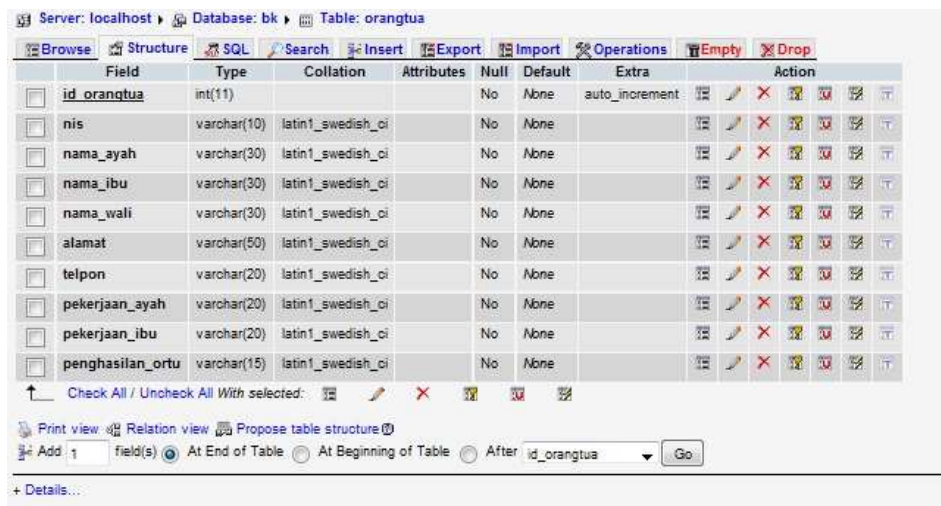 Server: localhost Database: bk Table: orangtua
Browse Structure SQL Search Insert Export Import Operations Empty Drop
Field Type Collation Attributes Null Default Extra Action
id_orangtua int(11) No None auto_increment
nis varchar(10) latin1_swedish_ci No None
nama_ayah varchar(30) latin1_swedish_ci No None
nama_ibu varchar(30) latin1_swedish_ci No None
nama_wali varchar(30) latin1_swedish_ci No None
alamat varchar(50) latin1_swedish_ci No None
telpon varchar(20) latin1_swedish_ci No None
pekerjaan_ayah varchar(20) latin1_swedish_ci No None
pekerjaan_ibu varchar(20) latin1_swedish_ci No None
penghasilan_ortu varchar(15) latin1_swedish_ci No None
Check All / Uncheck All With selected:
Print view Relation view Propose table structure
Add 1 field(s) At End of Table At Beginning of Table After id_orangtua Go
+ Details...